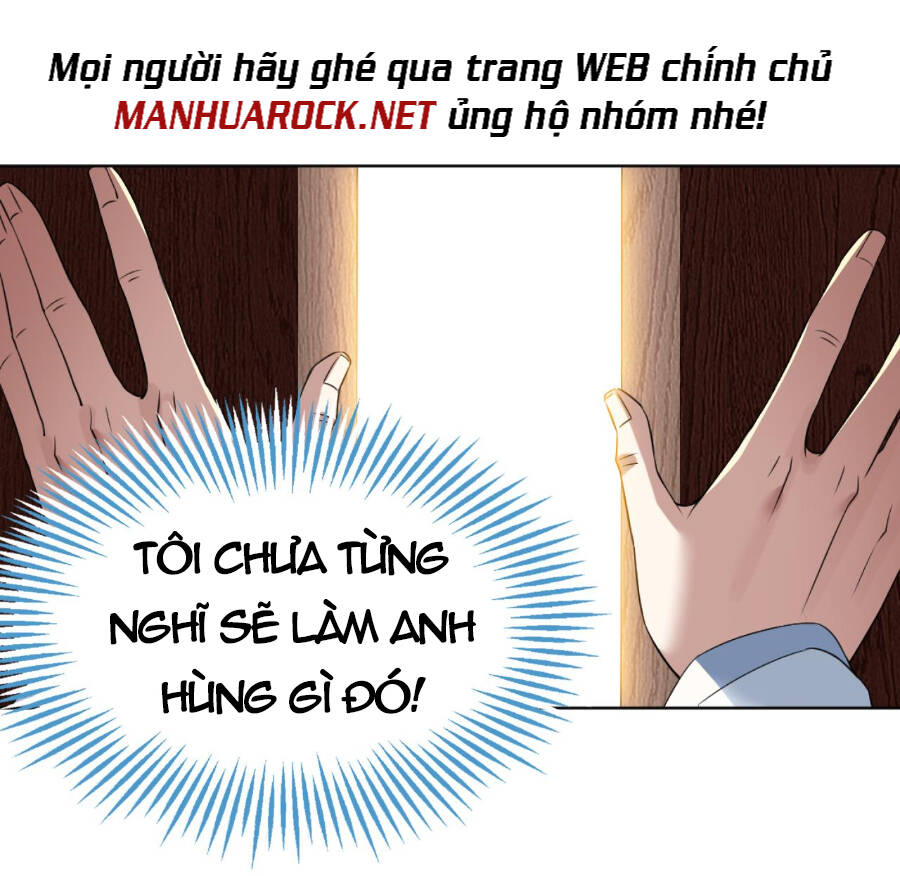 Mọi người hãy ghé qua trang WEB chính chủ
MANHUAROCK.NET ủng hộ nhóm nhé!
TÔI CHƯA TỪNG
NGHĨ SẼ LÀM ANH
HÙNG GÌ ĐÓ!